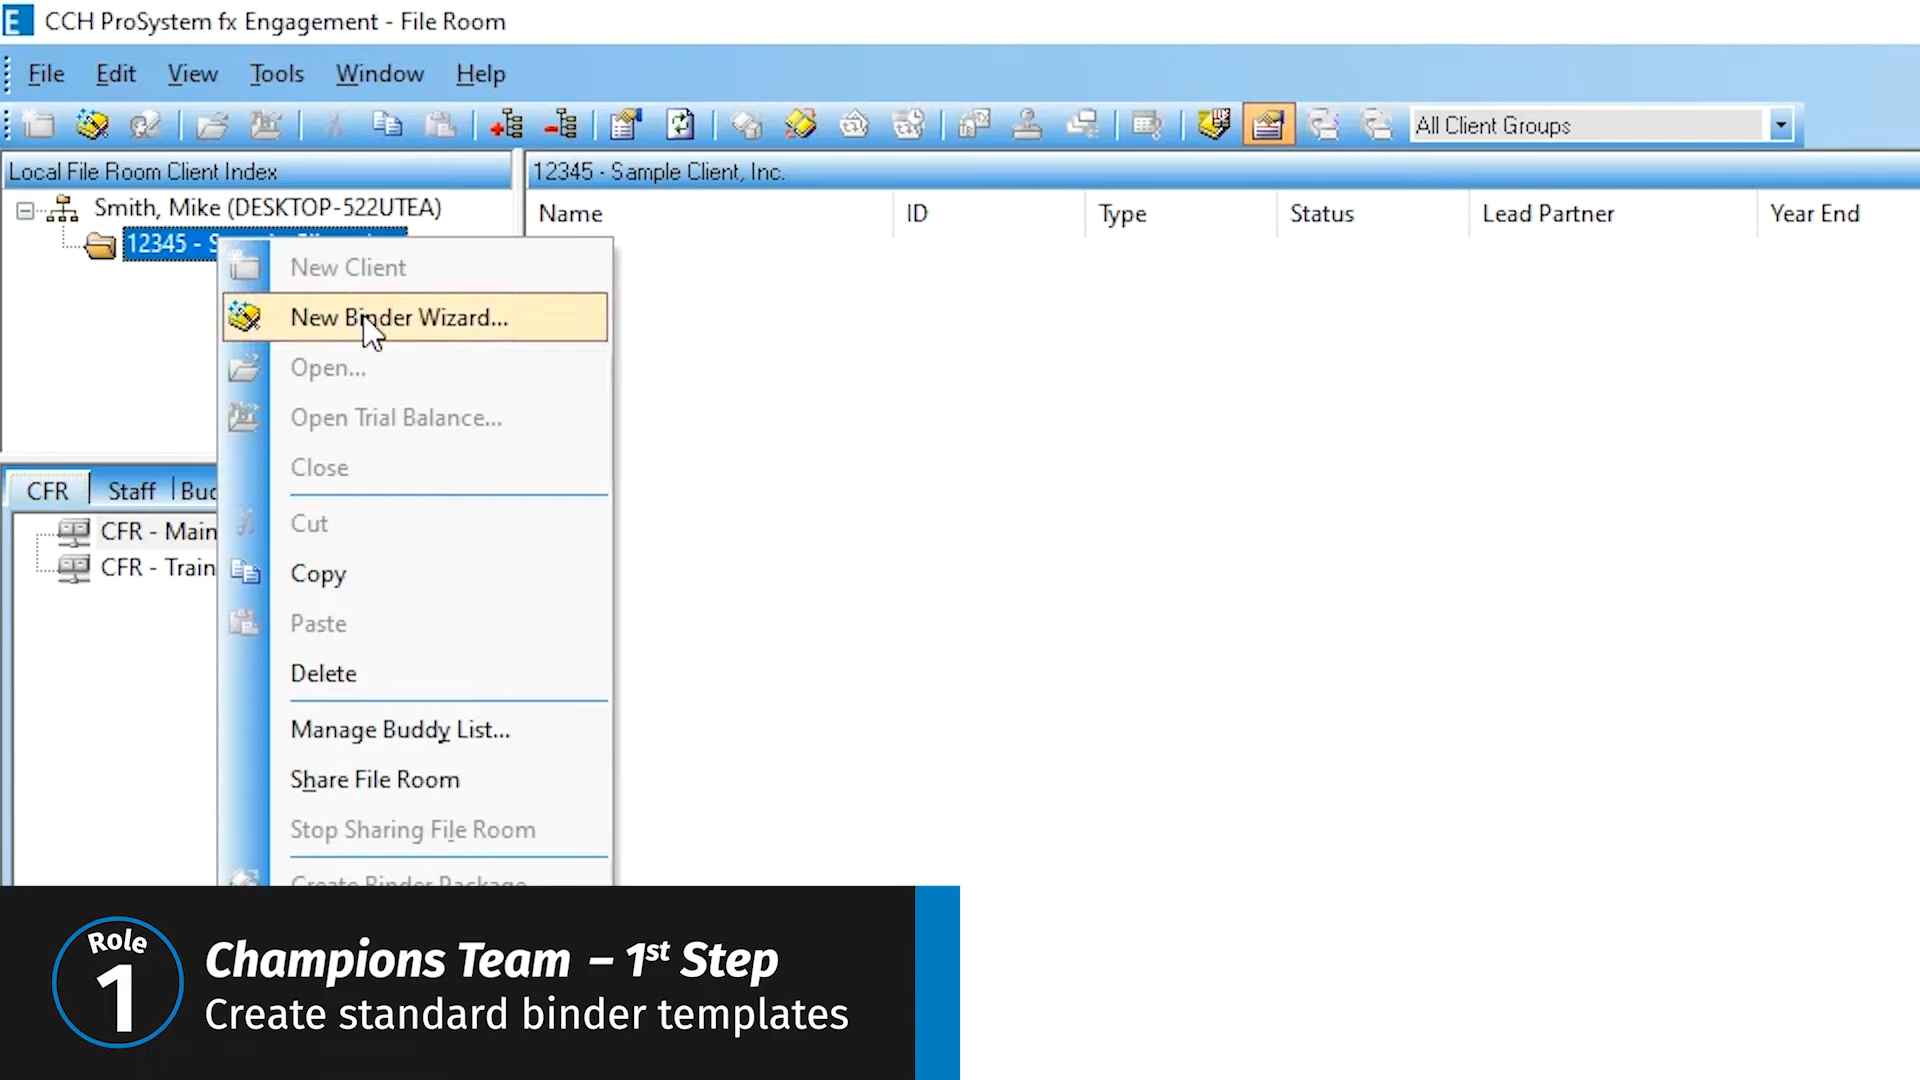 CCH ProSystem fx Engagement - File Room
File Edit View Tools Window Help
All Client Groups
Local File Room Client Index
12345 - Sample Client, Inc.
Smith, Mike (DESKTOP-522UTEA)
Name ID Type Status Lead Partner Year End
12345 -
New Client
New Binder Wizard...
Open...
Open Trial Balance...
Close
CFR Staff
Cut
CFR - Main
CFR - Train
Copy
Paste
Delete
Manage Buddy List...
Share File Room
Stop Sharing File Room
Create Binder Package
Role
1
Champions Team – 1st Step
Create standard binder templates